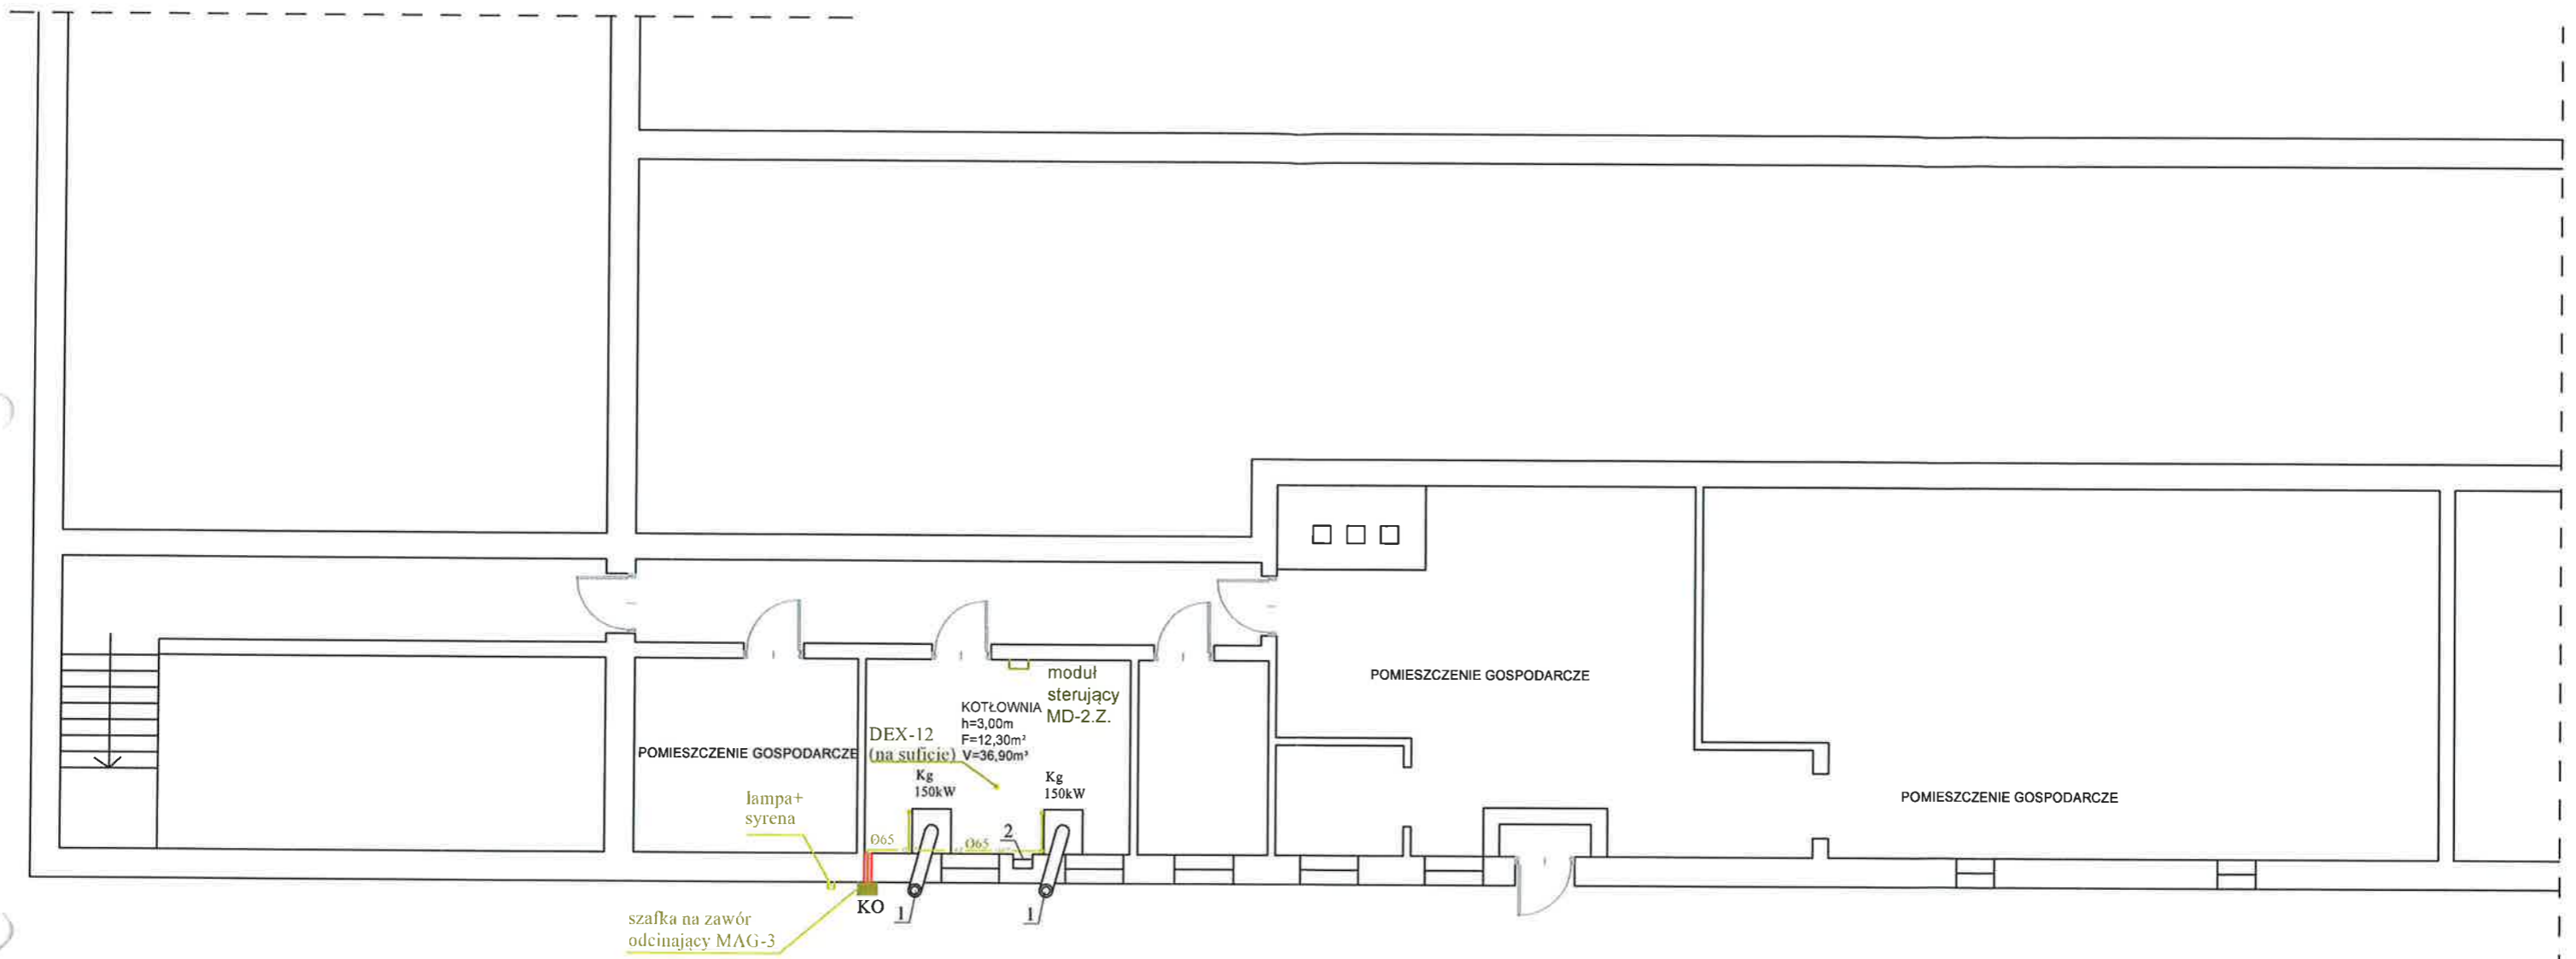 POMIESZCZENIE GOSPODARCZE
moduł
sterujący
MD-2.Z.
KOTŁOWNIA
h=3,00m
F=12,30m²
V=36,90m³
DEX-12
(na suficie)
POMIESZCZENIE GOSPODARCZE
Kg
150kW
Kg
150kW
POMIESZCZENIE GOSPODARCZE
lampa+
syrena
Ø65
Ø65
2
KO
1
1
szafka na zawór
odcinający MAG-3